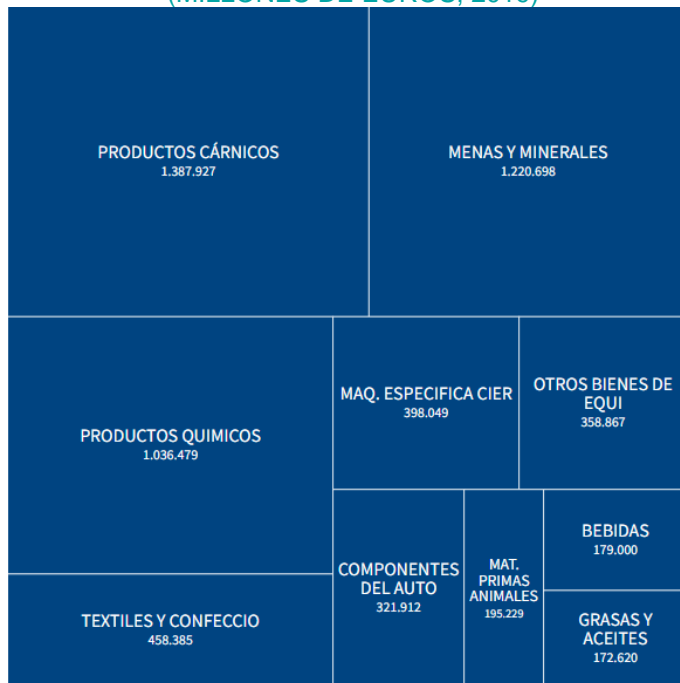 PRODUCTOS CÁRNICOS
1.387.927
MENAS Y MINERALES
1.220.698
PRODUCTOS QUIMICOS
1.036.479
TEXTILES Y CONFECCIO
458.385
MAQ. ESPECIFICA CIER
398.049
OTROS BIENES DE
EQUI
358.867
COMPONENTES
DEL AUTO
321.912
MAT.
PRIMAS
ANIMALES
195.229
BEBIDAS
179.000
GRASAS Y
ACEITES
172.620